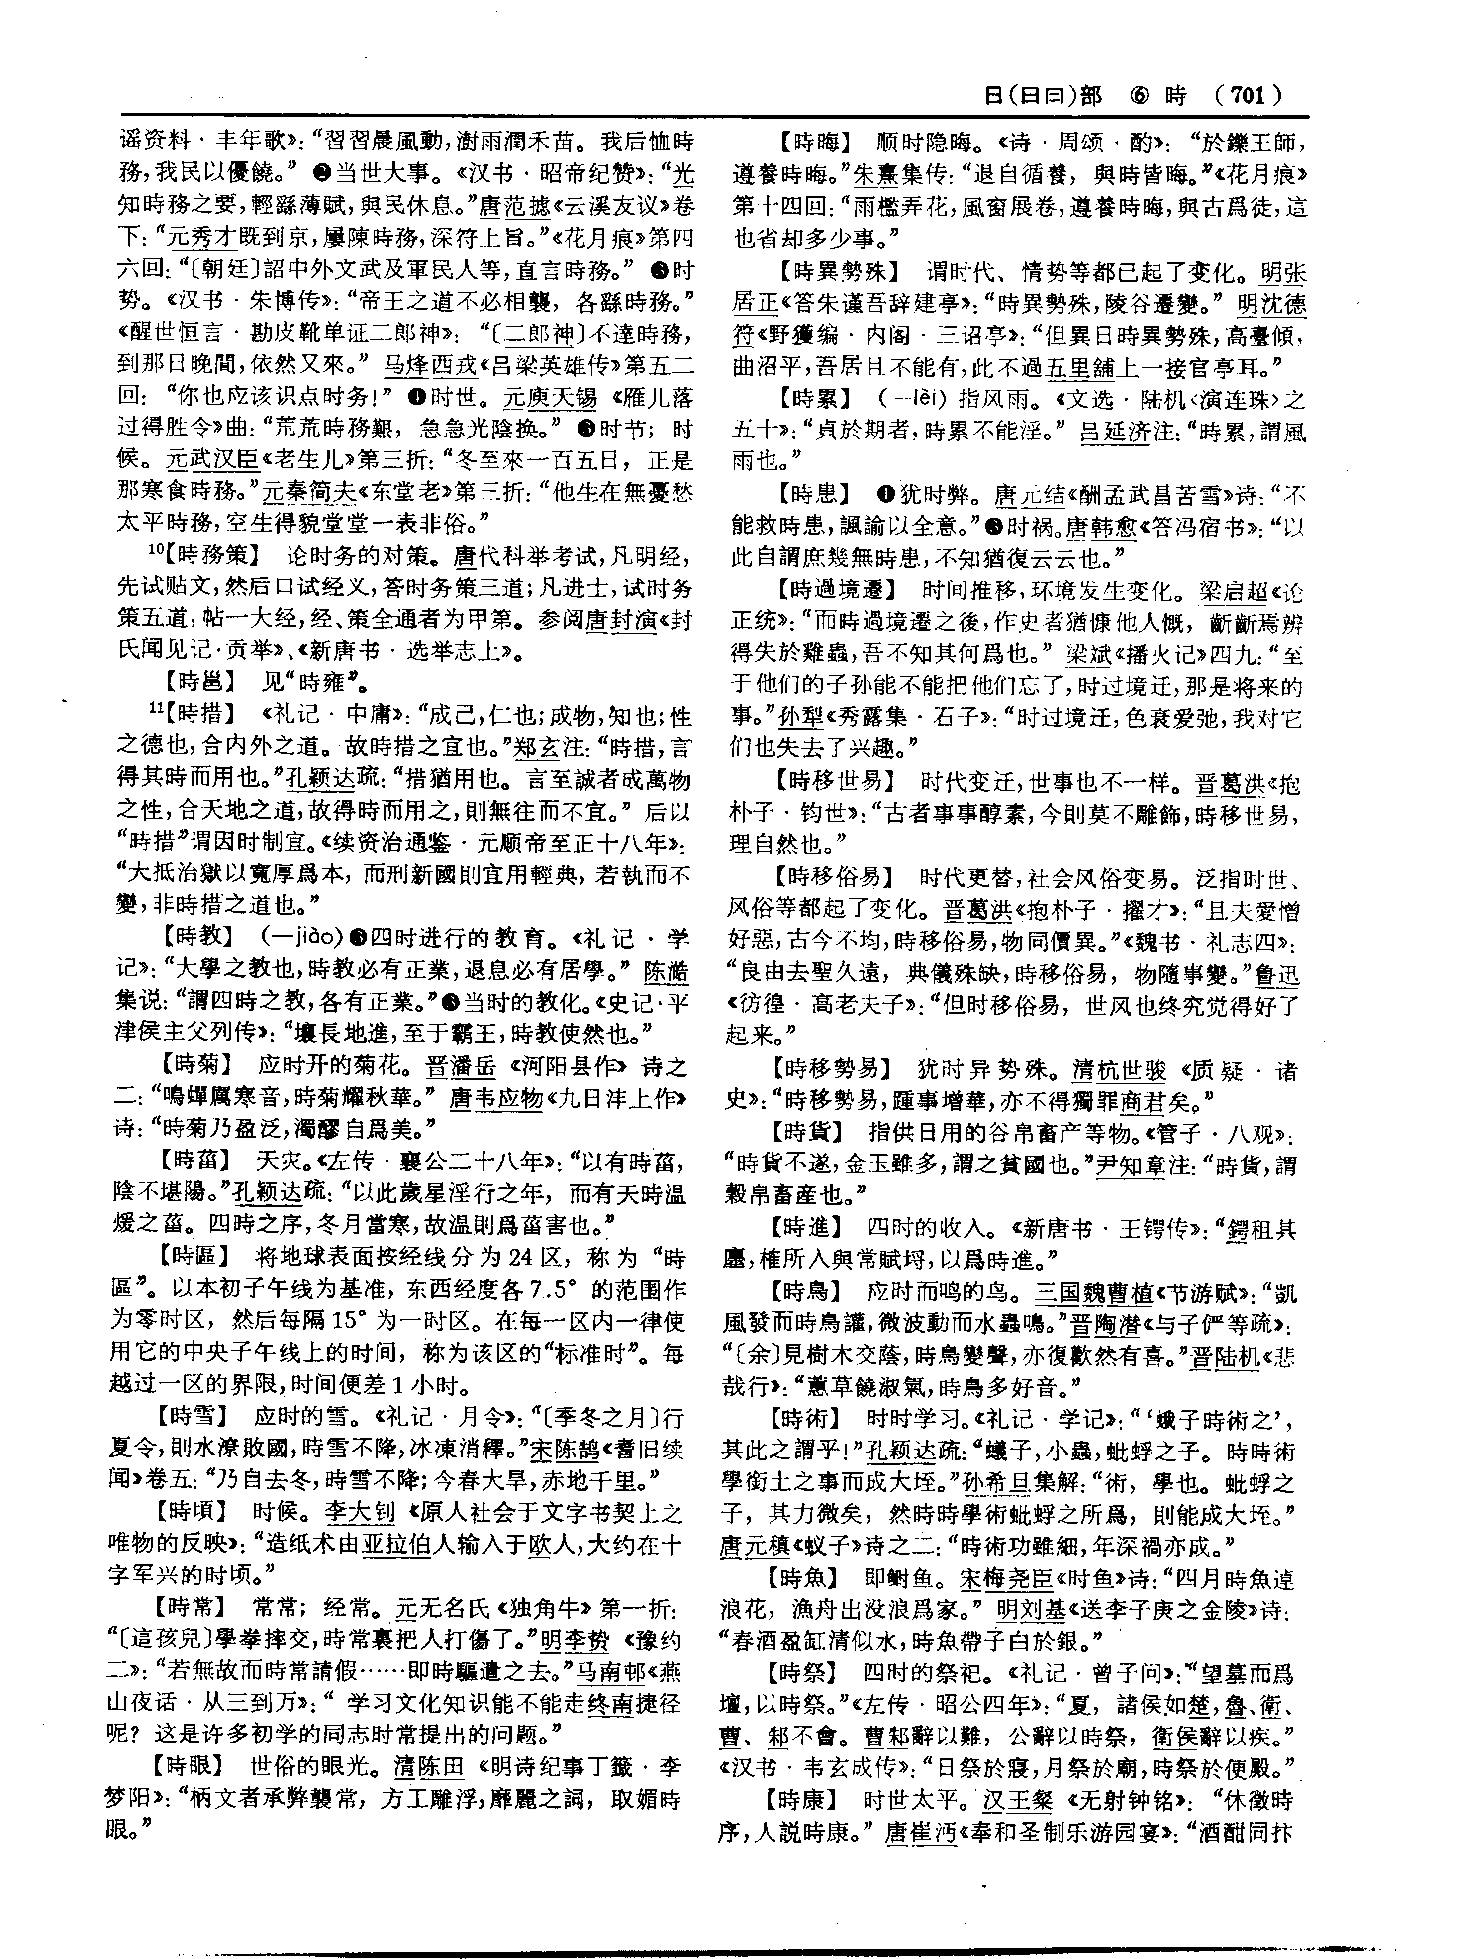 日(日曰)部　⑥　時　(701)
谣资料·丰年歌》：“習習晨風動，澍雨潤禾苗。我后恤時
務，我民以優饒。”❷当世大事。《汉书·昭帝纪赞》：“光
知時務之要，輕繇薄賦，與民休息。”唐范摅《云溪友议》卷
下：“元秀才既到京，屢陳時務，深符上旨。”《花月痕》第四
六回：“〔朝廷〕詔中外文武及軍民人等，直言時務。”❸时
势。《汉书·朱博传》：“帝王之道不必相襲，各繇時務。”
《醒世恒言·勘皮靴单证二郎神》：“〔二郎神〕不達時務，
到那日晚間，依然又來。”马烽西戎《吕梁英雄传》第五二
回：“你也应该识点时务！”❹时世。元庾天锡《雁儿落
过得胜令》曲：“荒荒時務艱，急急光陰换。”❺时节；时
候。元武汉臣《老生儿》第三折：“冬至來一百五日，正是
那寒食時務。”元秦简夫《东堂老》第三折：“他生在無憂愁
太平時務，空生得貌堂堂一表非俗。”
10【時務策】　论时务的对策。唐代科举考试，凡明经，
先试贴文，然后口试经义，答时务策三道；凡进士，试时务
策五道，帖一大经，经、策全通者为甲第。参阅唐封演《封
氏闻见记·贡举》、《新唐书·选举志上》。
【時邕】　见“時雍”。
11【時措】　《礼记·中庸》：“成己，仁也；成物，知也；性
之德也，合内外之道。故時措之宜也。”郑玄注：“時措，言
得其時而用也。”孔颖达疏：“措猶用也。言至誠者成萬物
之性，合天地之道，故得時而用之，則無往而不宜。”后以
“時措”谓因时制宜。《续资治通鉴·元顺帝至正十八年》：
“大抵治獄以寬厚爲本，而刑新國則宜用輕典，若執而不
變，非時措之道也。”
【時教】　(—jiào)❶四时进行的教育。《礼记·学
记》：“大學之教也，時教必有正業，退息必有居學。”陈澔
集说：“謂四時之教，各有正業。”❷当时的教化。《史记·平
津侯主父列传》：“壤長地進，至于霸王，時教使然也。”
【時菊】　应时开的菊花。晋潘岳《河阳县作》诗之
二：“鳴蟬厲寒音，時菊耀秋華。”唐韦应物《九日沣上作》
诗：“時菊乃盈泛，濁醪自爲美。”
【時菑】　天灾。《左传·襄公二十八年》：“以有時菑，
陰不堪陽。”孔颖达疏：“以此歲星淫行之年，而有天時温
煖之菑。四時之序，冬月當寒，故温則爲菑害也。”
【時區】　将地球表面按经线分为24区，称为“時
區”。以本初子午线为基准，东西经度各7.5°的范围作
为零时区，然后每隔15°为一时区。在每一区内一律使
用它的中央子午线上的时间，称为该区的“标准时”。每
越过一区的界限，时间便差1小时。
【時雪】　应时的雪。《礼记·月令》：“〔季冬之月〕行
夏令，則水潦敗國，時雪不降，冰凍消釋。”宋陈鹄《耆旧续
闻》卷五：“乃自去冬，時雪不降；今春大旱，赤地千里。”
【時頃】　时候。李大钊《原人社会于文字书契上之
唯物的反映》：“造纸术由亚拉伯人输入于欧人，大约在十
字军兴的时顷。”
【時常】　常常；经常。元无名氏《独角牛》第一折：
“〔這孩兒〕學拳摔交，時常裏把人打傷了。”明李贽《豫约
二》：“若無故而時常請假……即時驅遣之去。”马南邨《燕
山夜话·从三到万》：“学习文化知识能不能走终南捷径
呢？这是许多初学的同志时常提出的问题。”
【時眼】　世俗的眼光。清陈田《明诗纪事丁籤·李
梦阳》：“柄文者承弊襲常，方工雕浮，靡麗之詞，取媚時
眼。”
【時晦】　顺时隐晦。《诗·周颂·酌》：“於鑠王師，
遵養時晦。”朱熹集传：“退自循養，與時皆晦。”《花月痕》
第十四回：“雨檻弄花，風窗展卷，遵養時晦，與古爲徒，這
也省却多少事。”
【時異勢殊】　谓时代、情势等都已起了变化。明张
居正《答朱谨吾辞建亭》：“時異勢殊，陵谷遷變。”明沈德
符《野獲编·内阁·三诏亭》：“但異日時異勢殊，高臺傾，
曲沼平，吾居且不能有，此不過五里舖上一接官亭耳。”
【時累】　(—lèi)指风雨。《文选·陆机〈演连珠〉之
五十》：“貞於期者，時累不能淫。”吕延济注：“時累，謂風
雨也。”
【時患】　❶犹时弊。唐元结《酬孟武昌苦雪》诗：“不
能救時患，諷諭以全意。”❷时祸。唐韩愈《答冯宿书》：“以
此自謂庶幾無時患，不知猶復云云也。”
【時過境遷】　时间推移，环境发生变化。梁启超《论
正统》：“而時過境遷之後，作史者猶慷他人慨，齗齗焉辨
得失於雞蟲，吾不知其何爲也。”梁斌《播火记》四九：“至
于他们的子孙能不能把他们忘了，时过境迁，那是将来的
事。”孙犁《秀露集·石子》：“时过境迁，色衰爱弛，我对它
们也失去了兴趣。”
【時移世易】　时代变迁，世事也不一样。晋葛洪《抱
朴子·钧世》：“古者事事醇素，今則莫不雕飾，時移世易，
理自然也。”
【時移俗易】　时代更替，社会风俗变易。泛指时世、
风俗等都起了变化。晋葛洪《抱朴子·擢才》：“且夫愛憎
好惡，古今不均，時移俗易，物同價異。”《魏书·礼志四》：
“良由去聖久遠，典儀殊缺，時移俗易，物隨事變。”鲁迅
《彷徨·高老夫子》：“但时移俗易，世风也终究觉得好了
起来。”
【時移勢易】　犹时异势殊。清杭世骏《质疑·诸
史》：“時移勢易，踵事增華，亦不得獨罪商君矣。”
【時貨】　指供日用的谷帛畜产等物。《管子·八观》：
“時貨不遂，金玉雖多，謂之貧國也。”尹知章注：“時貨，謂
穀帛畜産也。”
【時進】　四时的收入。《新唐书·王锷传》：“鍔租其
廛，榷所入與常賦埒，以爲時進。”
【時鳥】　应时而鸣的鸟。三国魏曹植《节游赋》：“凱
風發而時鳥讙，微波動而水蟲鳴。”晋陶潜《与子俨等疏》：
“〔余〕見樹木交蔭，時鳥變聲，亦復歡然有喜。”晋陆机《悲
哉行》：“蕙草饒淑氣，時鳥多好音。”
【時術】　时时学习。《礼记·学记》：“‘蛾子時術之’，
其此之謂乎！”孔颖达疏：“蟻子，小蟲，蚍蜉之子。時時術
學銜土之事而成大垤。”孙希旦集解：“術，學也。蚍蜉之
子，其力微矣，然時時學術蚍蜉之所爲，則能成大垤。”
唐元稹《蚁子》诗之二：“時術功雖細，年深禍亦成。”
【時魚】　即鲥鱼。宋梅尧臣《时鱼》诗：“四月時魚逴
浪花，漁舟出没浪爲家。”明刘基《送李子庚之金陵》诗：
“春酒盈缸清似水，時魚帶子白於銀。”
【時祭】　四时的祭祀。《礼记·曾子问》：“望墓而爲
壇，以時祭。”《左传·昭公四年》：“夏，諸侯如楚，魯、衛、
曹、邾不會。曹邾辭以難，公辭以時祭，衛侯辭以疾。”
《汉书·韦玄成传》：“日祭於寢，月祭於廟，時祭於便殿。”
【時康】　时世太平。汉王粲《无射钟铭》：“休徵時
序，人説時康。”唐崔沔《奉和圣制乐游园宴》：“酒酣同抃